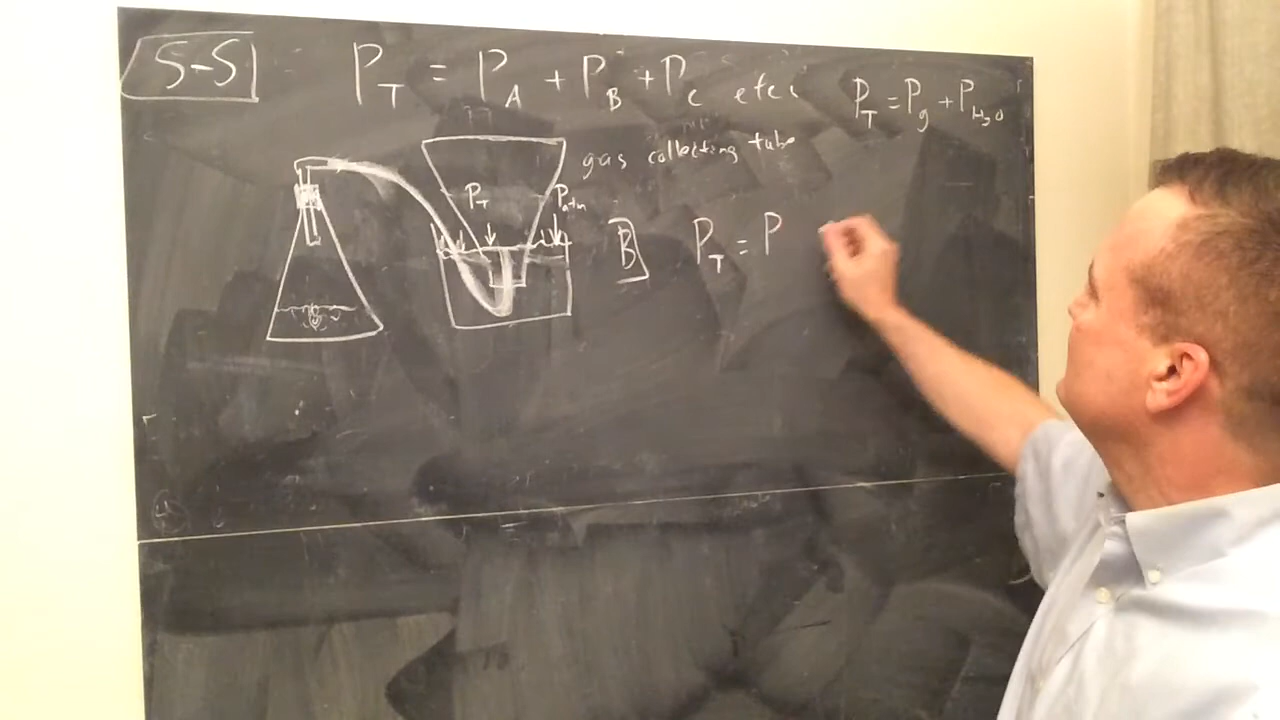 S-S
P_T = P_A + P_B + P_C etc.
P_T = P_g + P_H₂O
gas collecting tube
P_T
P_atm
B
P_T = P